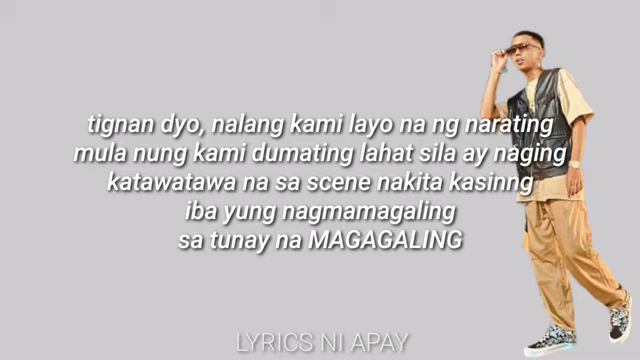 tignan dyo, nalang kami layo na ng narating
mula nung kami dumating lahat sila ay naging
katawatawa na sa scene nakita kasinng
iba yung nagmamagaling
sa tunay na MAGAGALING
LYRICS NI APAY